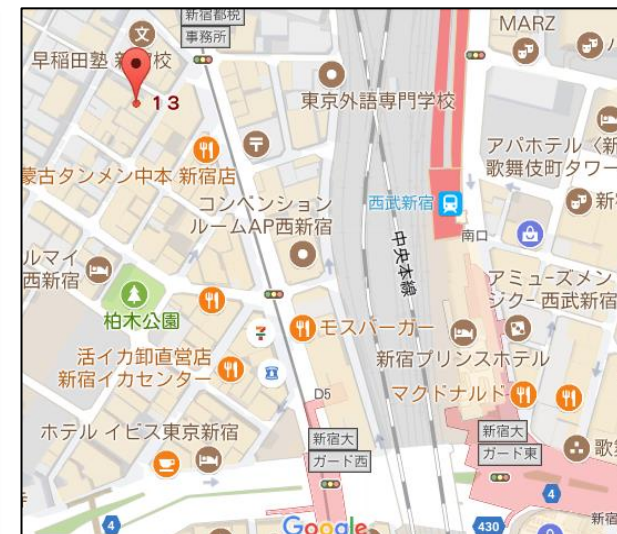 新宿都税
事務所
MARZ
早稲田塾 新宿校
13
東京外語専門学校
アパホテル〈新
歌舞伎町タワー
蒙古タンメン中本 新宿店
コンベンション
ルームAP西新宿
西武新宿
新
南口
中央本線
ルマイ
西新宿
アミューズメン
シク- 西武新宿
柏木公園
モスバーガー
新宿プリンスホテル
活イカ卸直営店
新宿イカセンター
マクドナルド
D5
ホテル イビス東京新宿
新宿大
ガード西
新宿大
ガード東
歌舞
4
4
430
新宿
Google